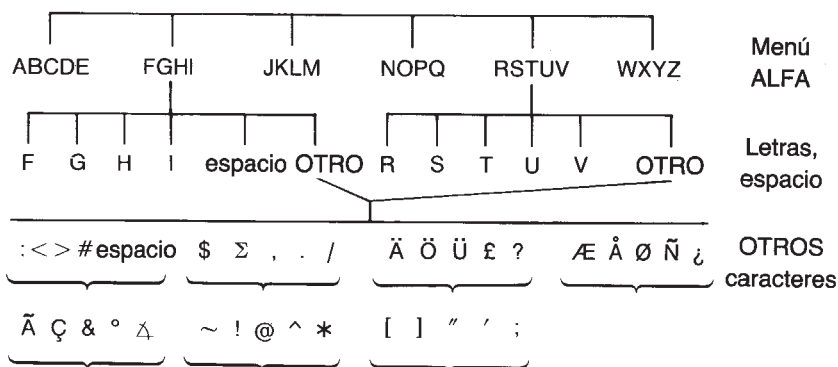 ABCDE FGHI JKLM NOPQ RSTUV WXYZ
Menú
ALFA
F G H I espacio OTRO R S T U V OTRO
Letras,
espacio
: < > # espacio $ Σ , . / Ä Ö Ü £ ? Æ Å Ø Ñ ¿
OTROS
caracteres
Ã Ç & ° ∡ ~ ! @ ^ * [ ] " ' ;